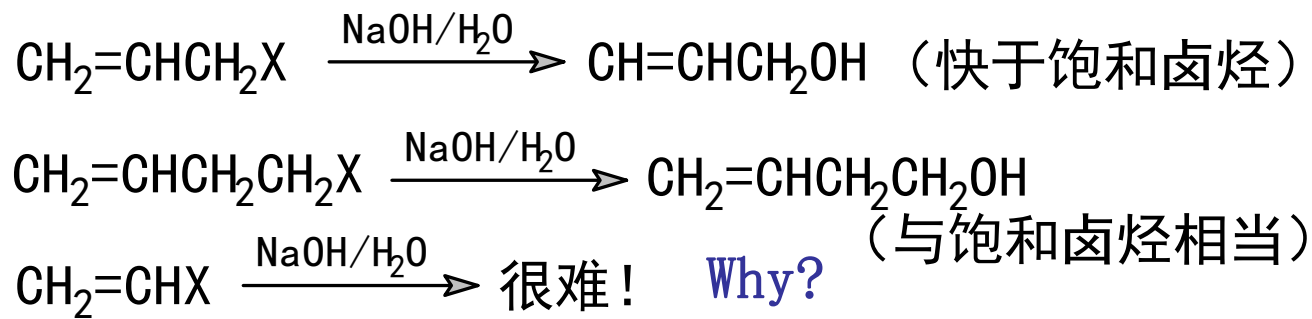 CH₂=CHCH₂X NaOH/H₂O CH=CHCH₂OH (快于饱和卤烃)
CH₂=CHCH₂CH₂X NaOH/H₂O CH₂=CHCH₂CH₂OH
(与饱和卤烃相当)
CH₂=CHX NaOH/H₂O 很难! Why?